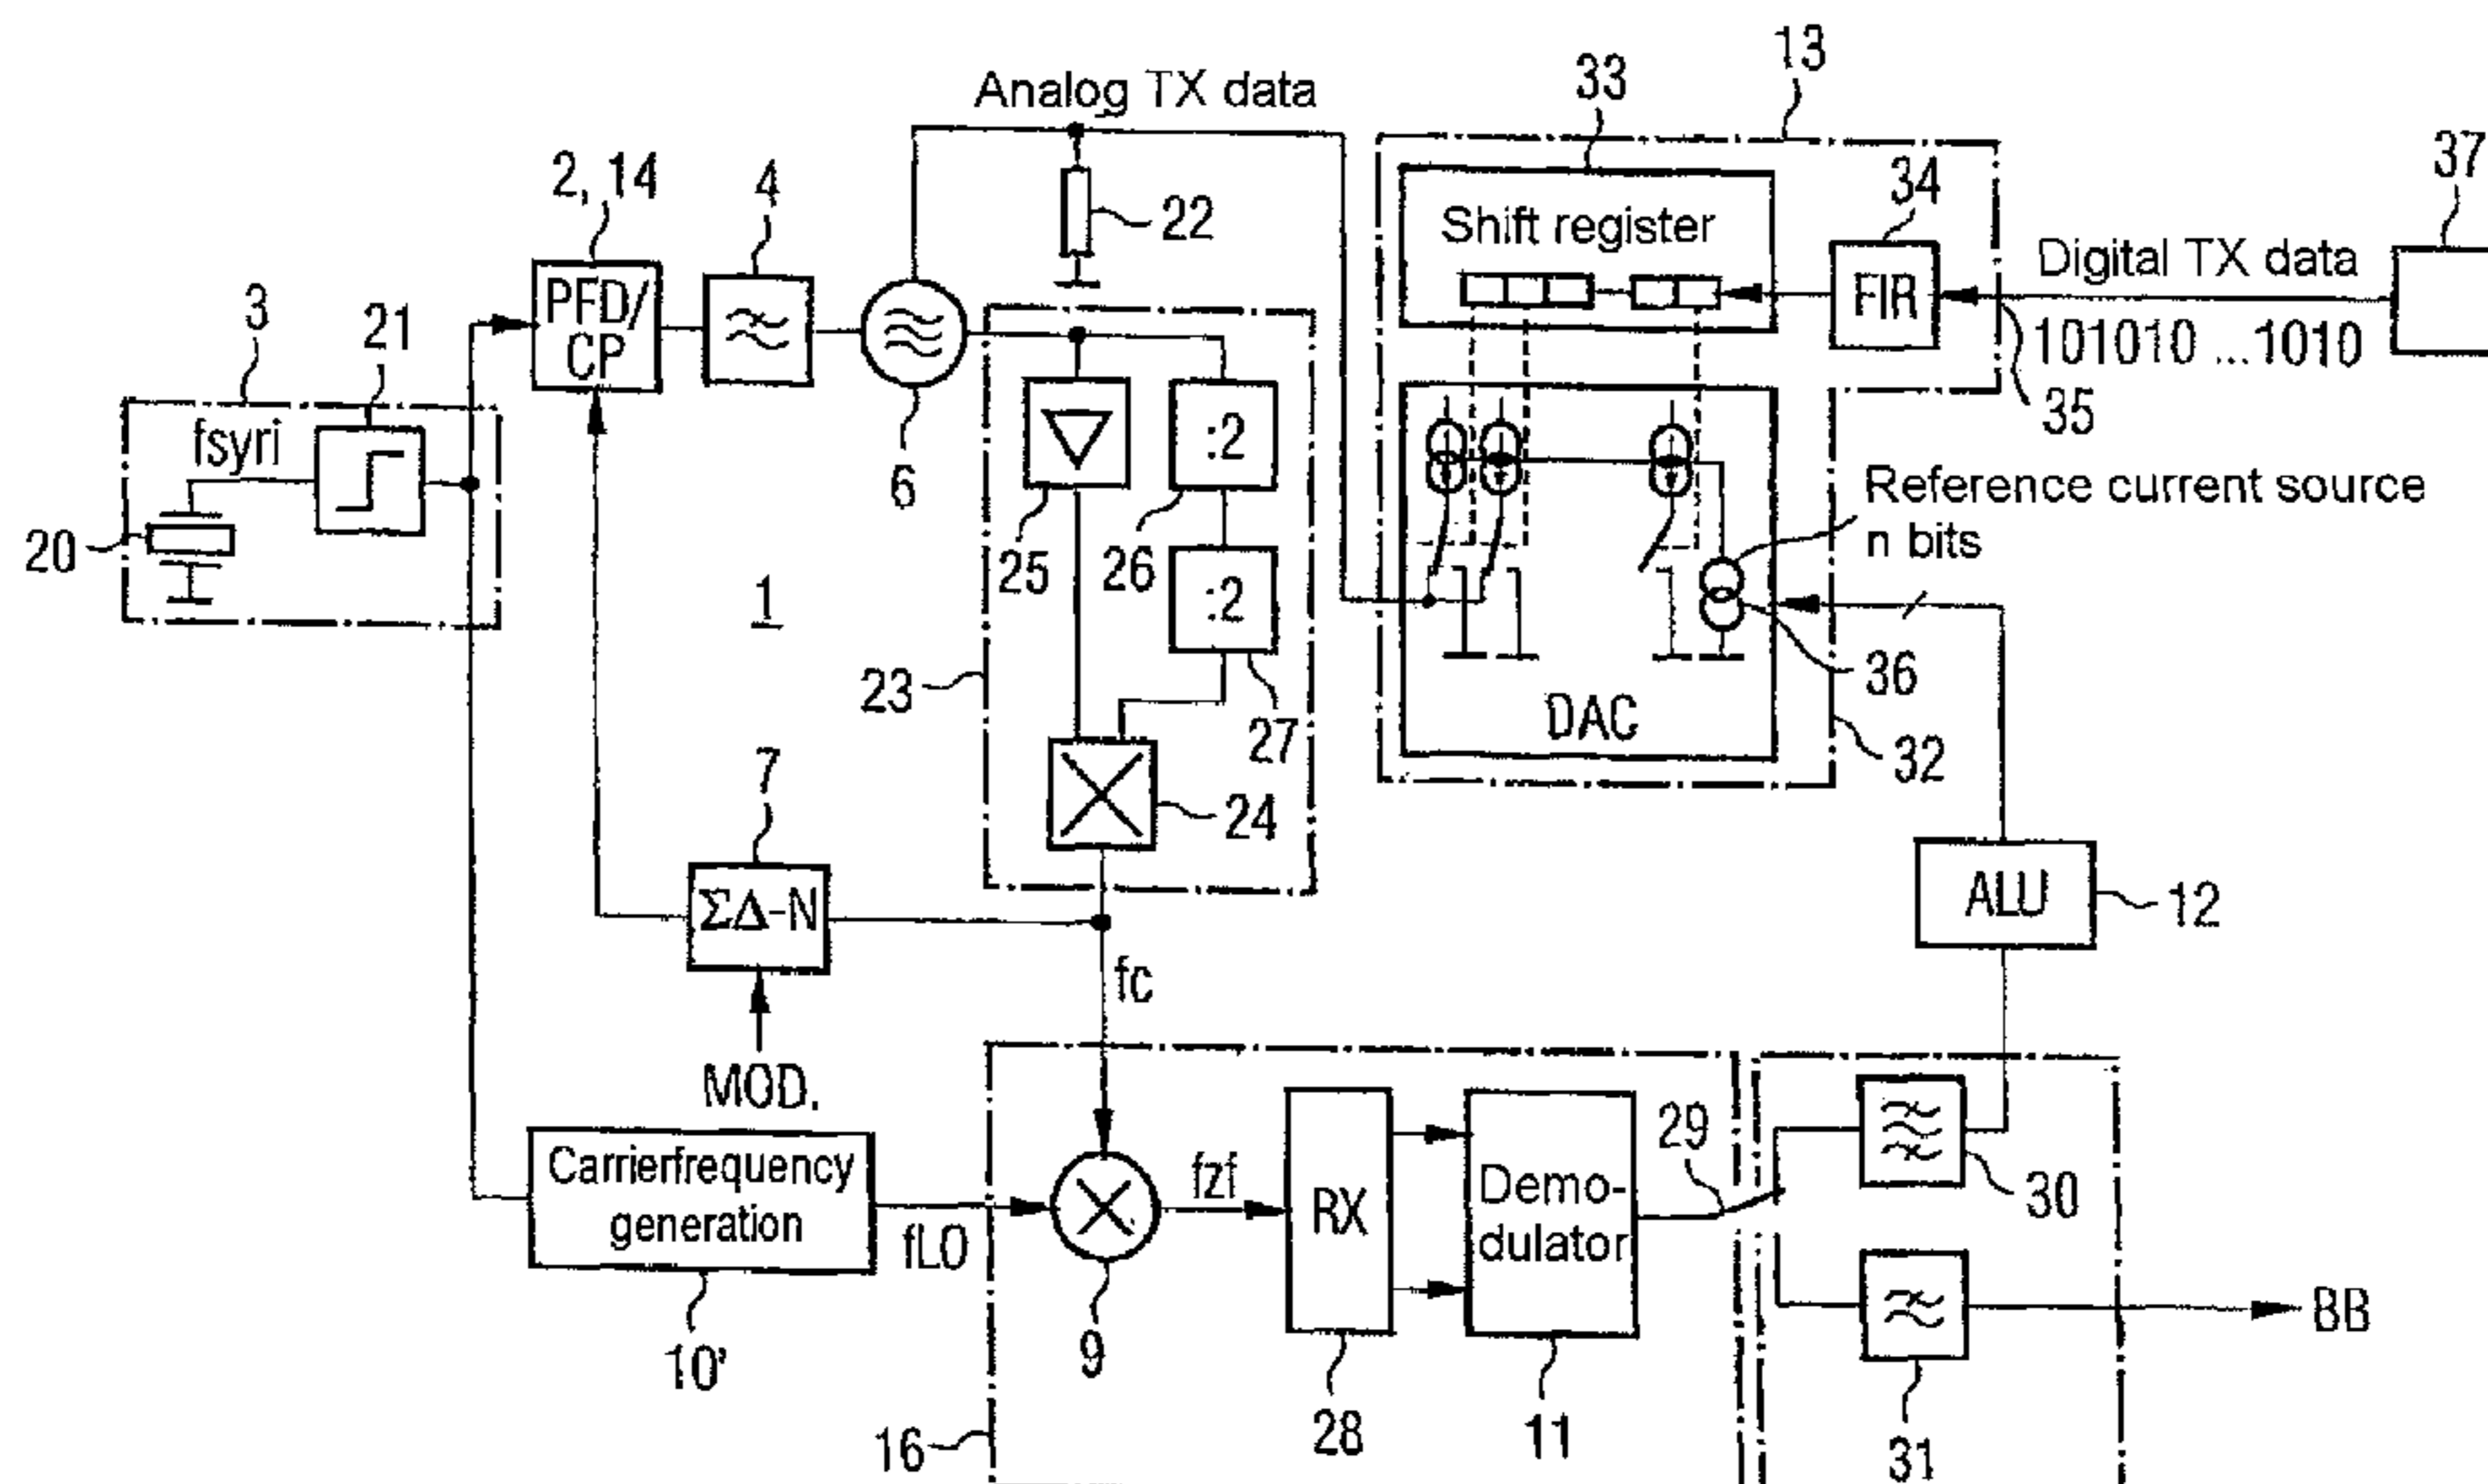 13
33
Analog TX data
37
2, 14
4
34
22
Shift register
Digital TX data
3
21
PFD/
CP
FIR
101010 ...1010
35
fsyri
:2
6
Reference current source
n bits
20
25
26
:2
1
36
23
27
DAC
32
7
24
ΣΔ-N
ALU
12
fc
MOD.
29
Carrierfrequency
generation
fLO
fzf
RX
Demo-
dulator
30
BB
10'
9
28
11
16
31